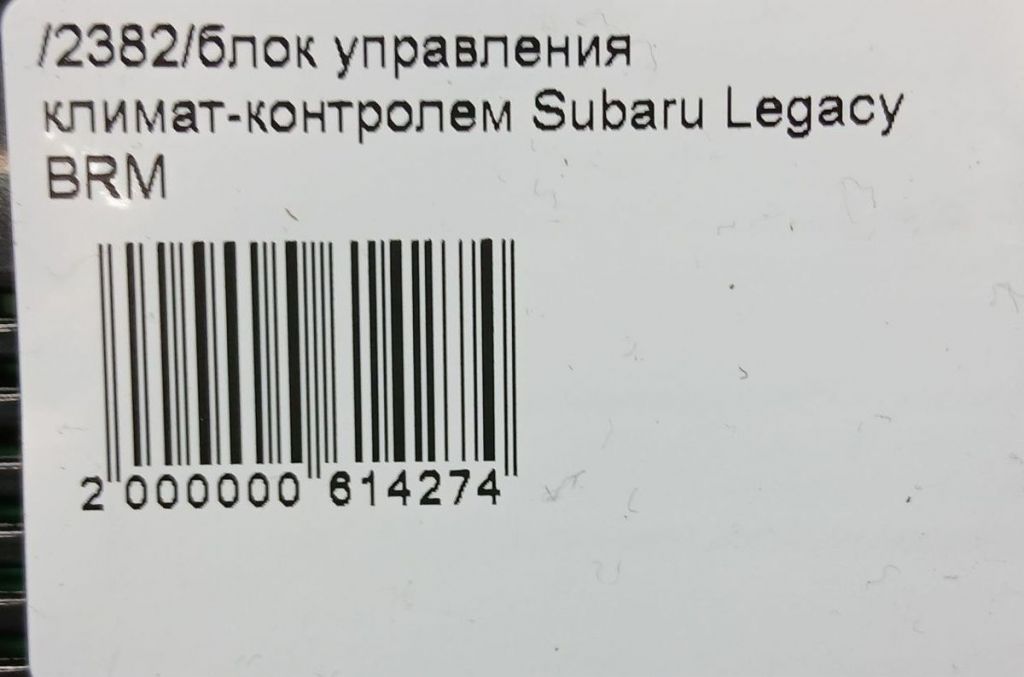 /2382/блок управления
климат-контролем Subaru Legacy
BRM
2 000000 614274